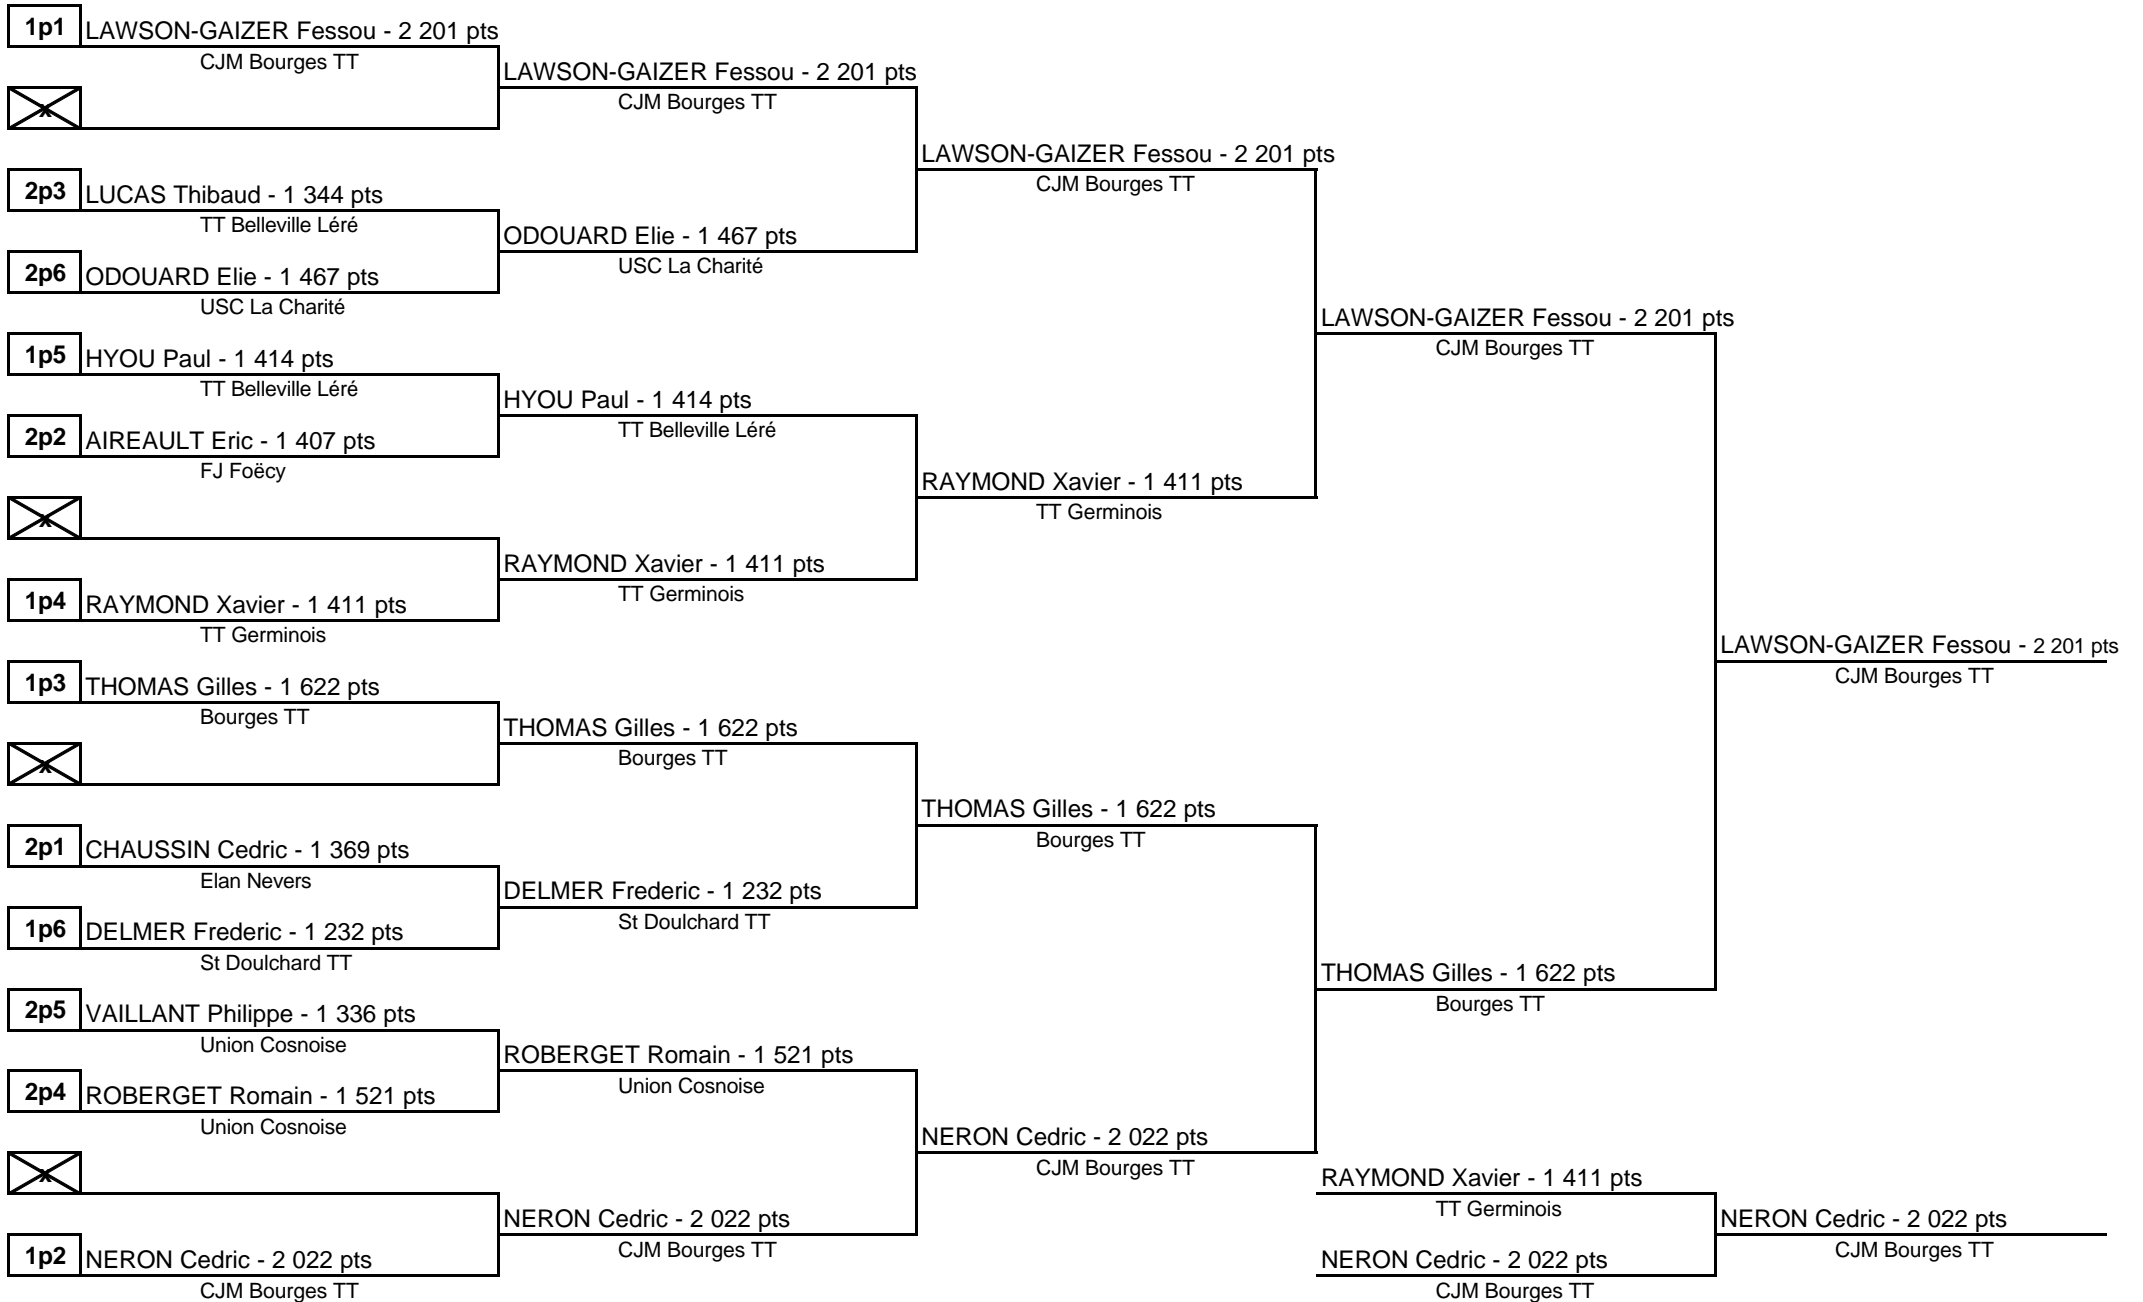 1p1 LAWSON-GAIZER Fessou - 2 201 pts
CJM Bourges TT
x
2p3 LUCAS Thibaud - 1 344 pts
TT Belleville Léré
2p6 ODOUARD Elie - 1 467 pts
USC La Charité
1p5 HYOU Paul - 1 414 pts
TT Belleville Léré
2p2 AIREAULT Eric - 1 407 pts
FJ Foëcy
x
1p4 RAYMOND Xavier - 1 411 pts
TT Germinois
1p3 THOMAS Gilles - 1 622 pts
Bourges TT
x
2p1 CHAUSSIN Cedric - 1 369 pts
Elan Nevers
1p6 DELMER Frederic - 1 232 pts
St Doulchard TT
2p5 VAILLANT Philippe - 1 336 pts
Union Cosnoise
2p4 ROBERGET Romain - 1 521 pts
Union Cosnoise
x
1p2 NERON Cedric - 2 022 pts
CJM Bourges TT
LAWSON-GAIZER Fessou - 2 201 pts
CJM Bourges TT
ODOUARD Elie - 1 467 pts
USC La Charité
HYOU Paul - 1 414 pts
TT Belleville Léré
RAYMOND Xavier - 1 411 pts
TT Germinois
THOMAS Gilles - 1 622 pts
Bourges TT
DELMER Frederic - 1 232 pts
St Doulchard TT
ROBERGET Romain - 1 521 pts
Union Cosnoise
NERON Cedric - 2 022 pts
CJM Bourges TT
LAWSON-GAIZER Fessou - 2 201 pts
CJM Bourges TT
RAYMOND Xavier - 1 411 pts
TT Germinois
THOMAS Gilles - 1 622 pts
Bourges TT
NERON Cedric - 2 022 pts
CJM Bourges TT
LAWSON-GAIZER Fessou - 2 201 pts
CJM Bourges TT
THOMAS Gilles - 1 622 pts
Bourges TT
RAYMOND Xavier - 1 411 pts
TT Germinois
NERON Cedric - 2 022 pts
CJM Bourges TT
LAWSON-GAIZER Fessou - 2 201 pts
CJM Bourges TT
NERON Cedric - 2 022 pts
CJM Bourges TT